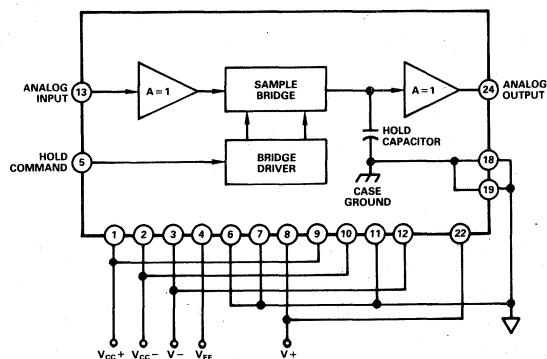 ANALOG
INPUT
13
A = 1
SAMPLE
BRIDGE
A = 1
24
ANALOG
OUTPUT
HOLD
CAPACITOR
HOLD
COMMAND
5
BRIDGE
DRIVER
CASE
GROUND
18
19
1 2 3 4 6 7 8 9 10 11 12 22
VCC+ VCC− V− VEE V+